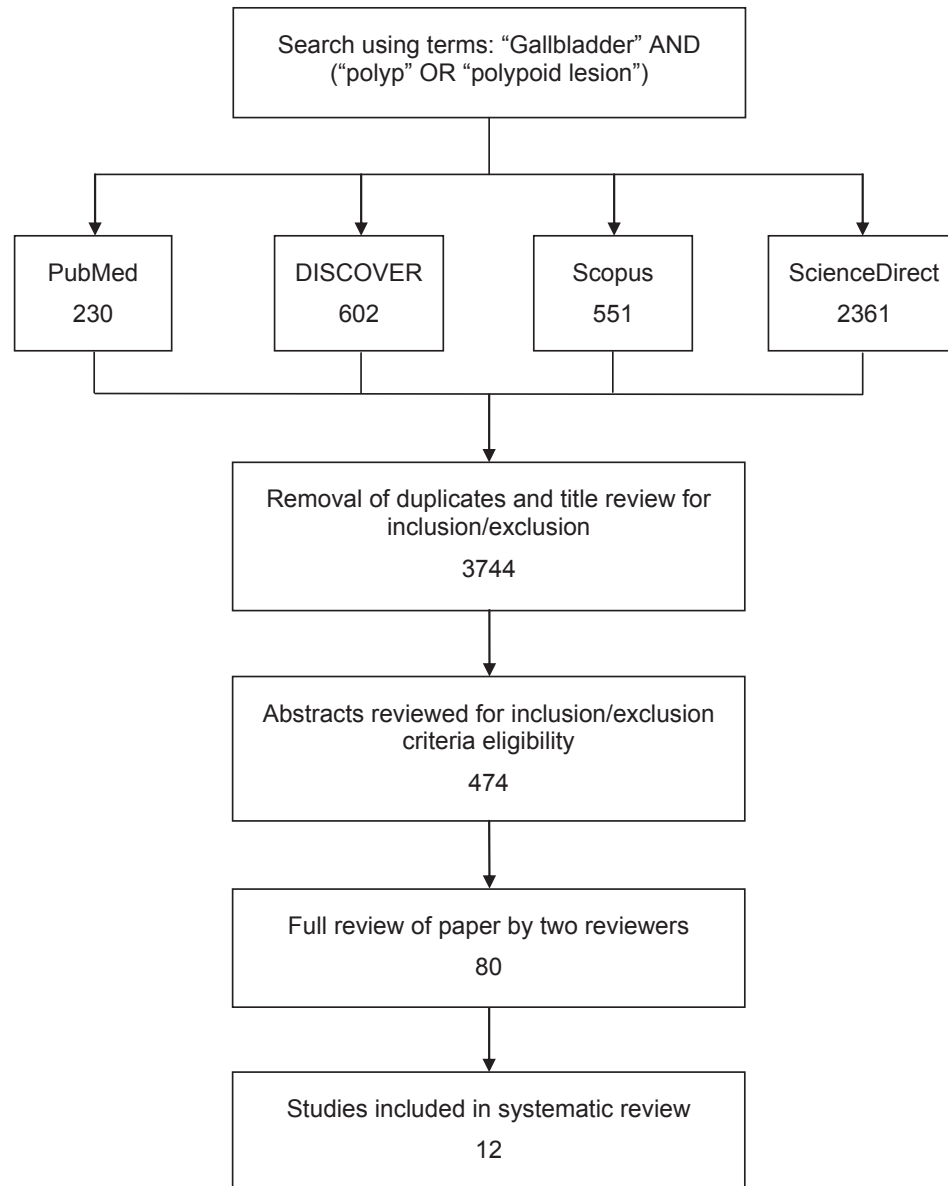 Search using terms: “Gallbladder” AND
(“polyp” OR “polypoid lesion”)
PubMed
230
DISCOVER
602
Scopus
551
ScienceDirect
2361
Removal of duplicates and title review for
inclusion/exclusion
3744
Abstracts reviewed for inclusion/exclusion
criteria eligibility
474
Full review of paper by two reviewers
80
Studies included in systematic review
12